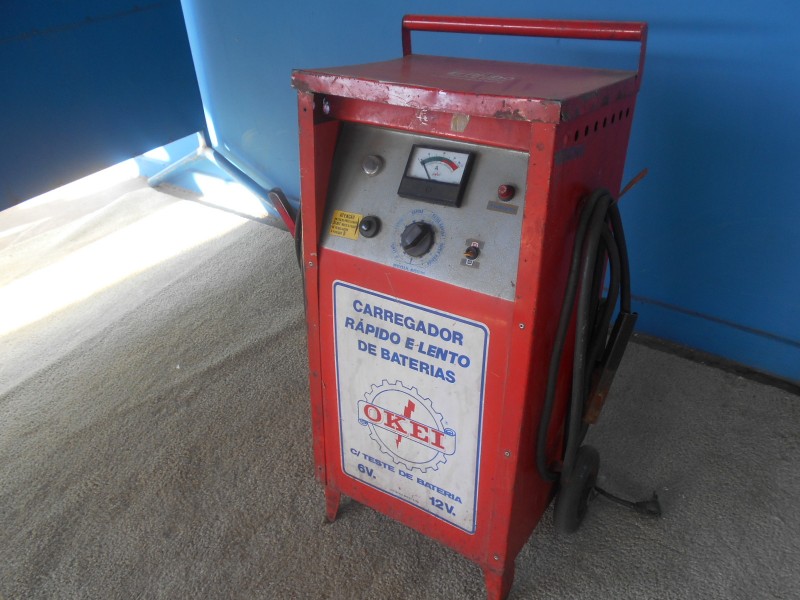 CARREGADOR
RÁPIDO E LENTO
DE BATERIAS
OKEI
C/ TESTE DE BATERIA
6V. 12V.